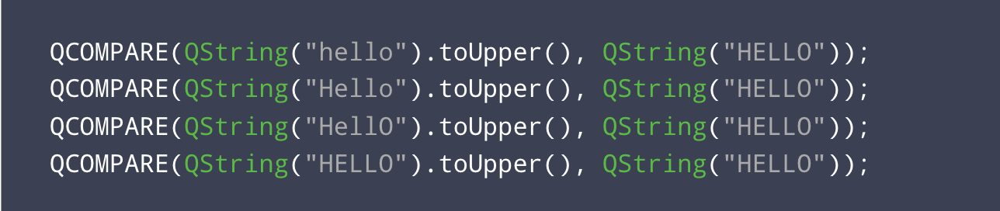 QCOMPARE(QString("hello").toUpper(), QString("HELLO"));
QCOMPARE(QString("Hello").toUpper(), QString("HELLO"));
QCOMPARE(QString("HellO").toUpper(), QString("HELLO"));
QCOMPARE(QString("HELLO").toUpper(), QString("HELLO"));